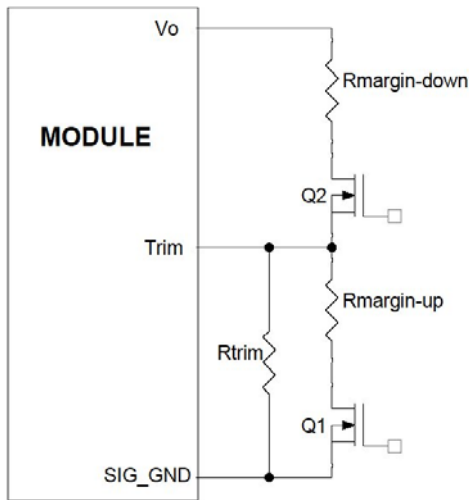 Vo
Rmargin-down
MODULE
Q2
Trim
Rmargin-up
Rtrim
Q1
SIG_GND